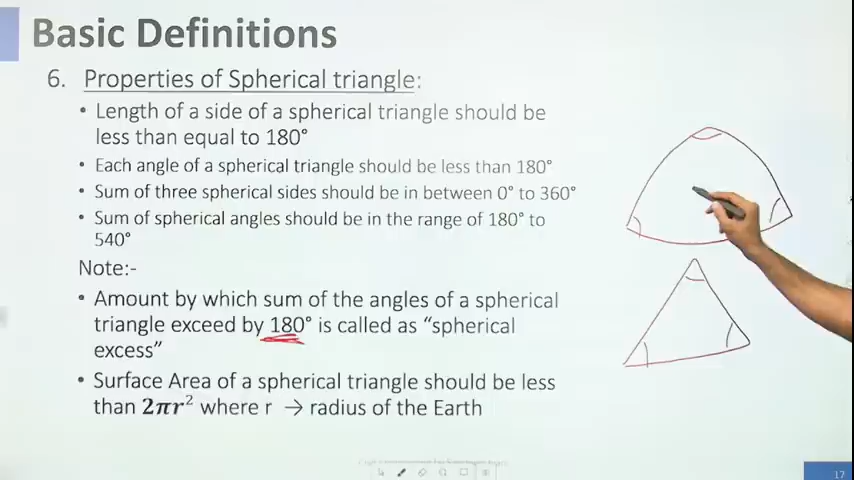 Basic Definitions
6. Properties of Spherical triangle:
• Length of a side of a spherical triangle should be
less than equal to 180°
• Each angle of a spherical triangle should be less than 180°
• Sum of three spherical sides should be in between 0° to 360°
• Sum of spherical angles should be in the range of 180° to
540°
Note:-
• Amount by which sum of the angles of a spherical
triangle exceed by 180° is called as “spherical
excess”
• Surface Area of a spherical triangle should be less
than 2πr² where r → radius of the Earth
17